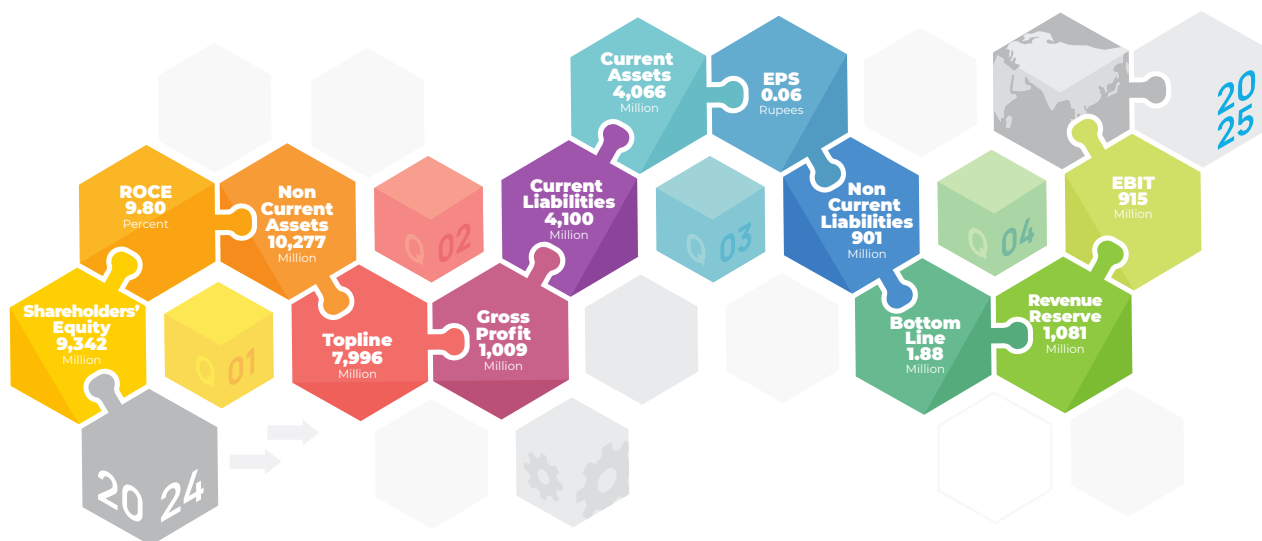 Shareholders'
Equity
9,342
Million
ROCE
9.80
Percent
Non
Current
Assets
10,277
Million
Q 01
20 24
Topline
7,996
Million
Q 02
Gross
Profit
1,009
Million
Current
Liabilities
4,100
Million
Current
Assets
4,066
Million
EPS
0.06
Rupees
Q 03
Non
Current
Liabilities
901
Million
Bottom
Line
1.88
Million
Revenue
Reserve
1,081
Million
Q 04
EBIT
915
Million
20
25